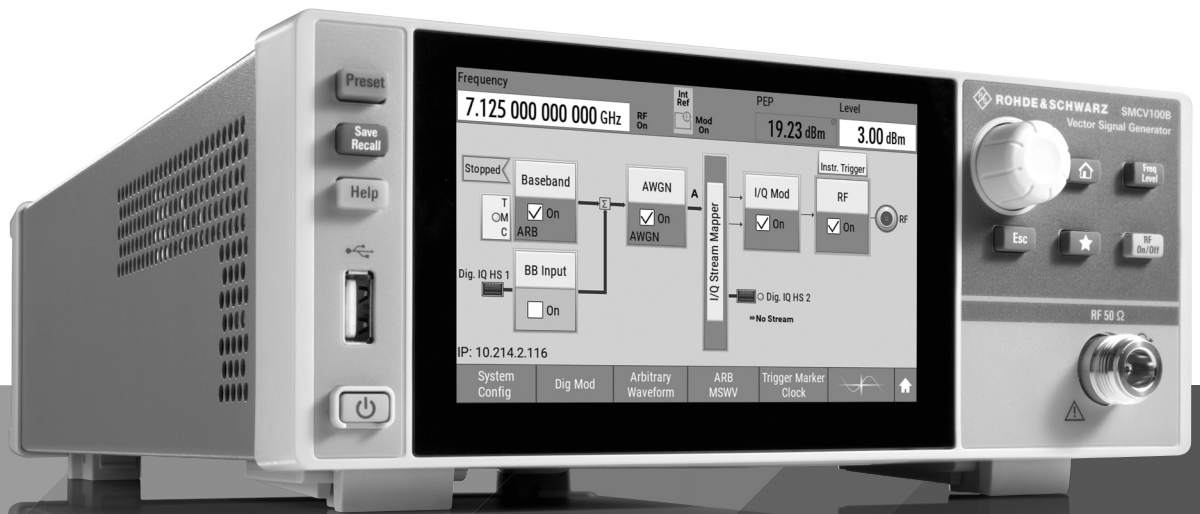 Preset
Save
Recall
Help
Frequency
7.125 000 000 000 GHz
RF
On
Int
Ref
Mod
On
PEP
19.23 dBm
Level
3.00 dBm
Stopped
Baseband
On
ARB
T
M
C
Σ
AWGN
On
AWGN
A
I/Q Stream Mapper
I/Q Mod
On
Instr. Trigger
RF
On
RF
Dig. IQ HS 1
BB Input
On
Dig. IQ HS 2
No Stream
IP: 10.214.2.116
System
Config
Dig Mod
Arbitrary
Waveform
ARB
MSWV
Trigger Marker
Clock
ROHDE&SCHWARZ SMCV100B
Vector Signal Generator
Freq
Level
Esc
RF
On/Off
RF 50 Ω